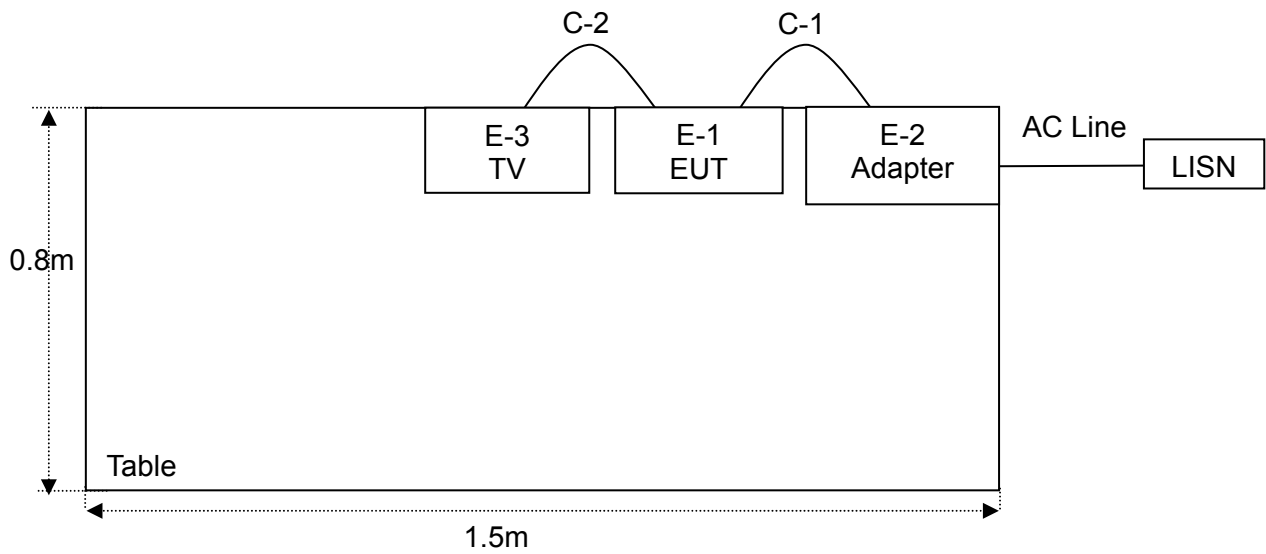 C-2
C-1
E-3
TV
E-1
EUT
E-2
Adapter
AC Line
LISN
0.8m
Table
1.5m